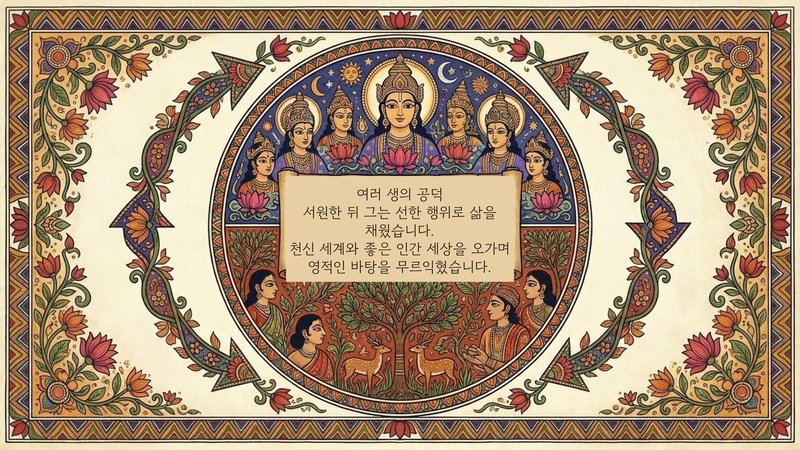 여러 생의 공덕
서원한 뒤 그는 선한 행위로 삶을
채웠습니다.
천신 세계와 좋은 인간 세상을 오가며
영적인 바탕을 무르익혔습니다.